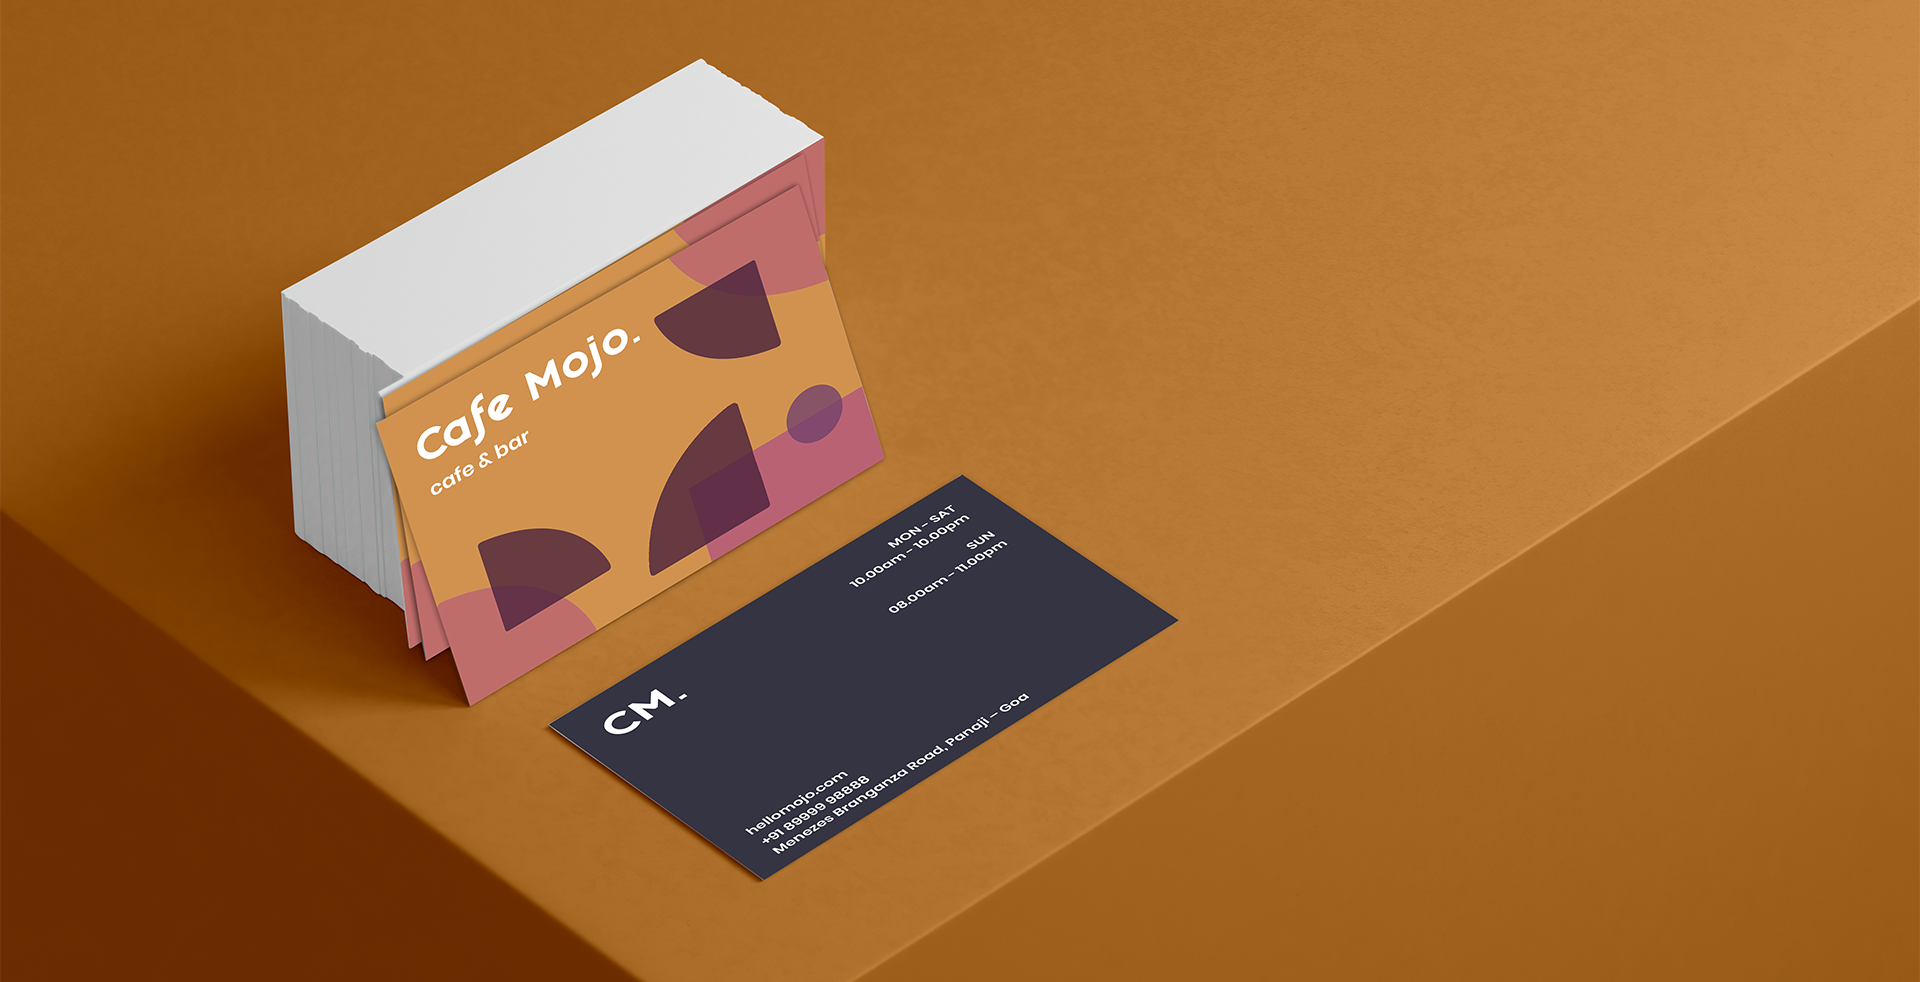 Cafe Mojo.
cafe & bar
MON - SAT
10.00am - 10.00pm
SUN
08.00am - 11.00pm
CM.
hellomojo.com
+91 89999 98888
Menezes Branganza Road, Panaji - Goa